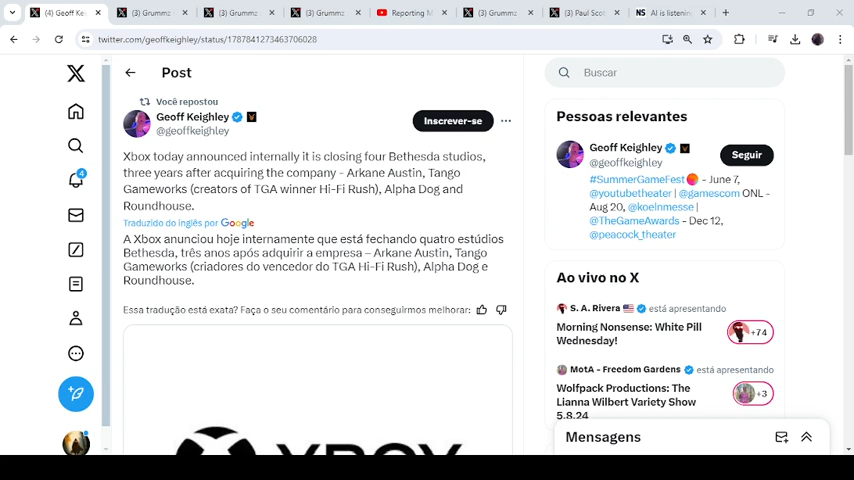 (4) Geoff Ke
(3) Grummz
(3) Grummz
(3) Grummz
Reporting M
(3) Grummz
(3) Paul Sco
NS AI is listenin
twitter.com/geoffkeighley/status/1787841273463706028
Post
Buscar
Você repostou
Geoff Keighley
@geoffkeighley
Inscrever-se
Xbox today announced internally it is closing four Bethesda studios,
three years after acquiring the company - Arkane Austin, Tango
Gameworks (creators of TGA winner Hi-Fi Rush), Alpha Dog and
Roundhouse.
Traduzido do inglês por Google
A Xbox anunciou hoje internamente que está fechando quatro estúdios
Bethesda, três anos após adquirir a empresa – Arkane Austin, Tango
Gameworks (criadores do vencedor do TGA Hi-Fi Rush), Alpha Dog e
Roundhouse.
Essa tradução está exata? Faça o seu comentário para conseguirmos melhorar:
XBOX
4
Pessoas relevantes
Geoff Keighley
@geoffkeighley
Seguir
#SummerGameFest - June 7,
@youtubetheater | @gamescom ONL -
Aug 20, @koelnmesse |
@TheGameAwards - Dec 12,
@peacock_theater
Ao vivo no X
S. A. Rivera está apresentando
Morning Nonsense: White Pill
Wednesday!
+74
MotA - Freedom Gardens está apresentando
Wolfpack Productions: The
Lianna Wilbert Variety Show
5.8.24
+3
Mensagens